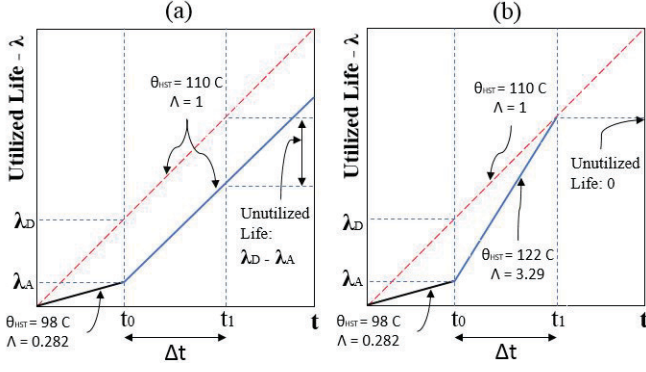 (a)
Utilized Life - λ
θHST = 110 C
Λ = 1
λD
λA
Unutilized
Life:
λD - λA
θHST = 98 C
Λ = 0.282
t0
t1
t
Δt
(b)
Utilized Life - λ
θHST = 110 C
Λ = 1
Unutilized
Life: 0
λD
λA
θHST = 122 C
Λ = 3.29
θHST = 98 C
Λ = 0.282
t0
t1
t
Δt